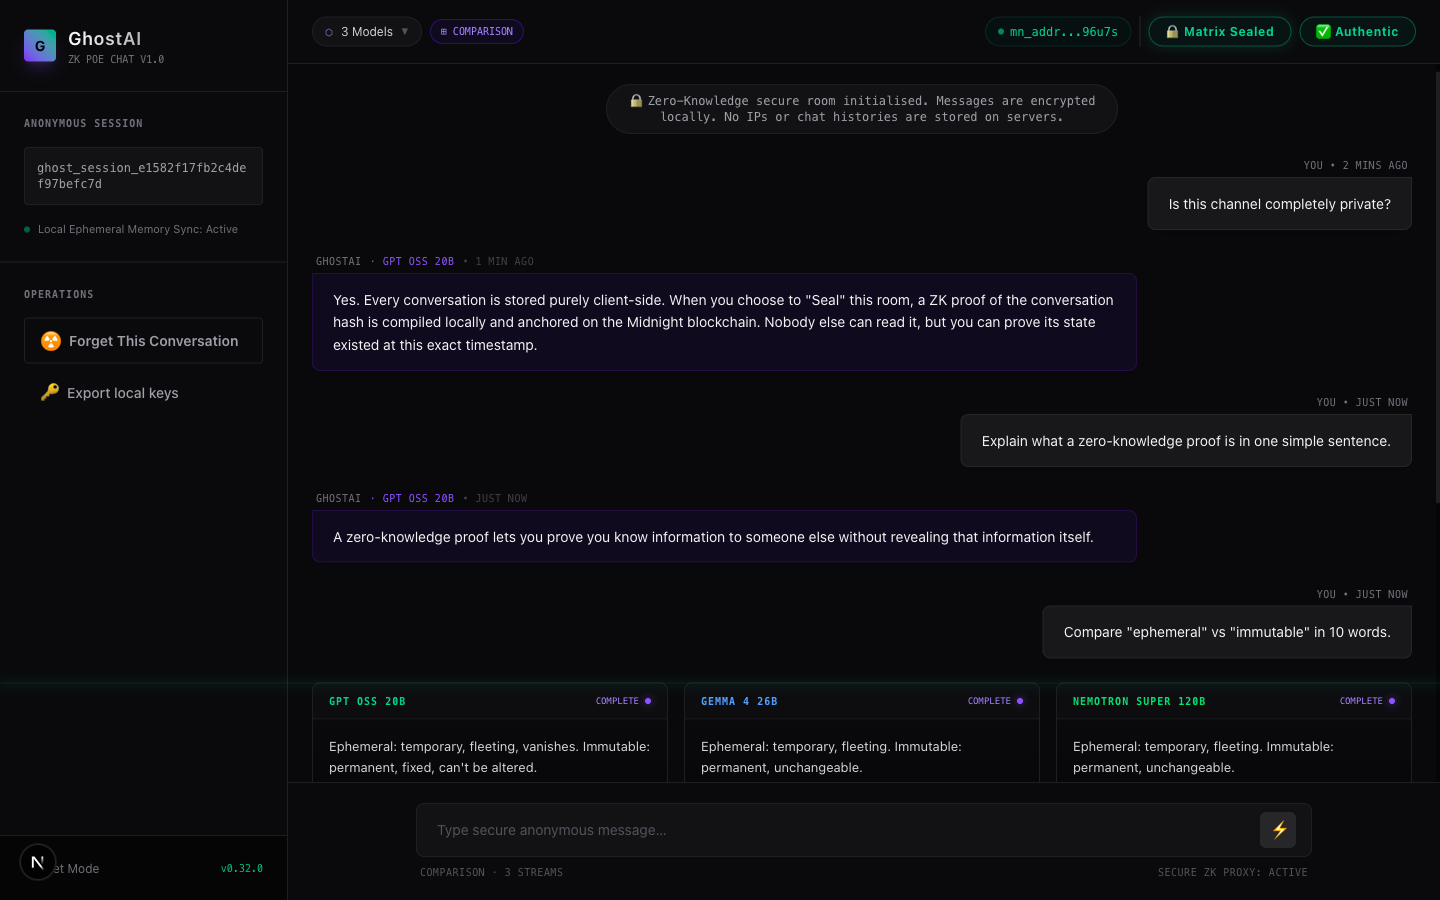 G
GhostAI
ZK POE CHAT V1.0
ANONYMOUS SESSION
ghost_session_e1582f17fb2c4de
f97befc7d
Local Ephemeral Memory Sync: Active
OPERATIONS
☢️ Forget This Conversation
🔑 Export local keys
N
et Mode
v0.32.0
3 Models ▼
⊞ COMPARISON
mn_addr...96u7s
🔒 Matrix Sealed
✅ Authentic
🔒 Zero-Knowledge secure room initialised. Messages are encrypted
locally. No IPs or chat histories are stored on servers.
YOU • 2 MINS AGO
Is this channel completely private?
GHOSTAI · GPT OSS 20B • 1 MIN AGO
Yes. Every conversation is stored purely client-side. When you choose to "Seal" this room, a ZK proof of the conversation
hash is compiled locally and anchored on the Midnight blockchain. Nobody else can read it, but you can prove its state
existed at this exact timestamp.
YOU • JUST NOW
Explain what a zero-knowledge proof is in one simple sentence.
GHOSTAI · GPT OSS 20B • JUST NOW
A zero-knowledge proof lets you prove you know information to someone else without revealing that information itself.
YOU • JUST NOW
Compare "ephemeral" vs "immutable" in 10 words.
GPT OSS 20B COMPLETE
Ephemeral: temporary, fleeting, vanishes. Immutable:
permanent, fixed, can't be altered.
GEMMA 4 26B COMPLETE
Ephemeral: temporary, fleeting. Immutable:
permanent, unchangeable.
NEMOTRON SUPER 120B COMPLETE
Ephemeral: temporary, fleeting. Immutable:
permanent, unchangeable.
Type secure anonymous message...
COMPARISON · 3 STREAMS
SECURE ZK PROXY: ACTIVE